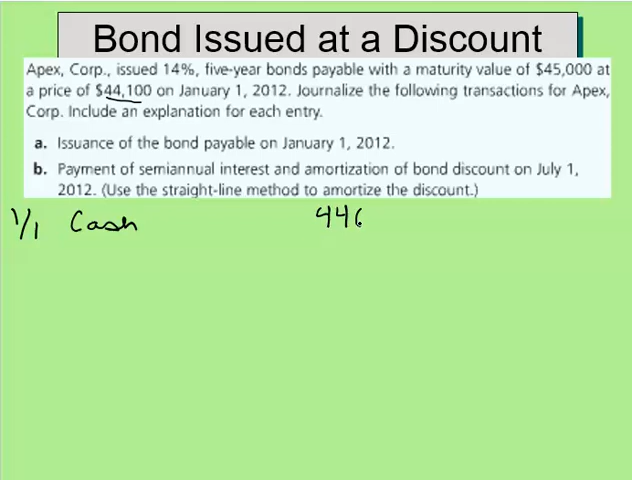 Bond Issued at a Discount
Apex, Corp., issued 14%, five-year bonds payable with a maturity value of $45,000 at
a price of $44,100 on January 1, 2012. Journalize the following transactions for Apex,
Corp. Include an explanation for each entry.
a. Issuance of the bond payable on January 1, 2012.
b. Payment of semiannual interest and amortization of bond discount on July 1,
2012. (Use the straight-line method to amortize the discount.)
1/1 Cash 440